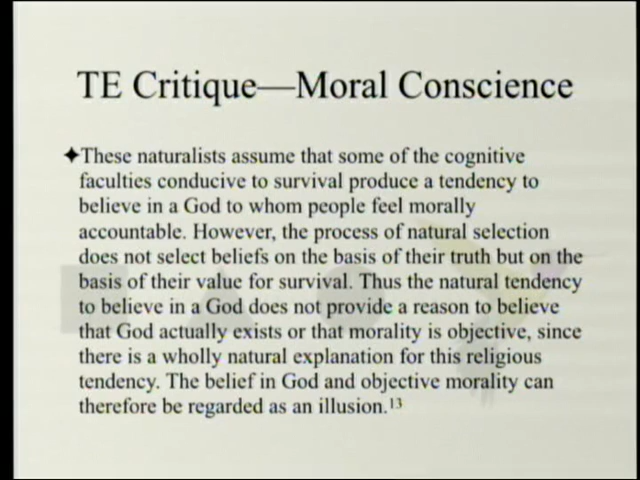 TE Critique—Moral Conscience
✦These naturalists assume that some of the cognitive
faculties conducive to survival produce a tendency to
believe in a God to whom people feel morally
accountable. However, the process of natural selection
does not select beliefs on the basis of their truth but on the
basis of their value for survival. Thus the natural tendency
to believe in a God does not provide a reason to believe
that God actually exists or that morality is objective, since
there is a wholly natural explanation for this religious
tendency. The belief in God and objective morality can
therefore be regarded as an illusion.13